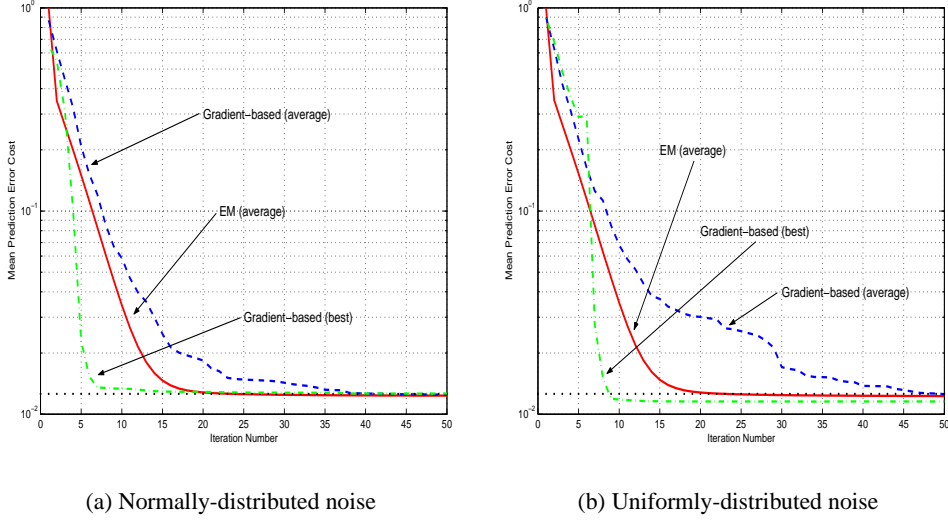 10^0
10^-1
10^-2
Mean Prediction Error Cost
Gradient−based (average)
EM (average)
Gradient−based (best)
0 5 10 15 20 25 30 35 40 45 50
Iteration Number
(a) Normally-distributed noise
10^0
10^-1
10^-2
Mean Prediction Error Cost
EM (average)
Gradient−based (best)
Gradient−based (average)
0 5 10 15 20 25 30 35 40 45 50
Iteration Number
(b) Uniformly-distributed noise